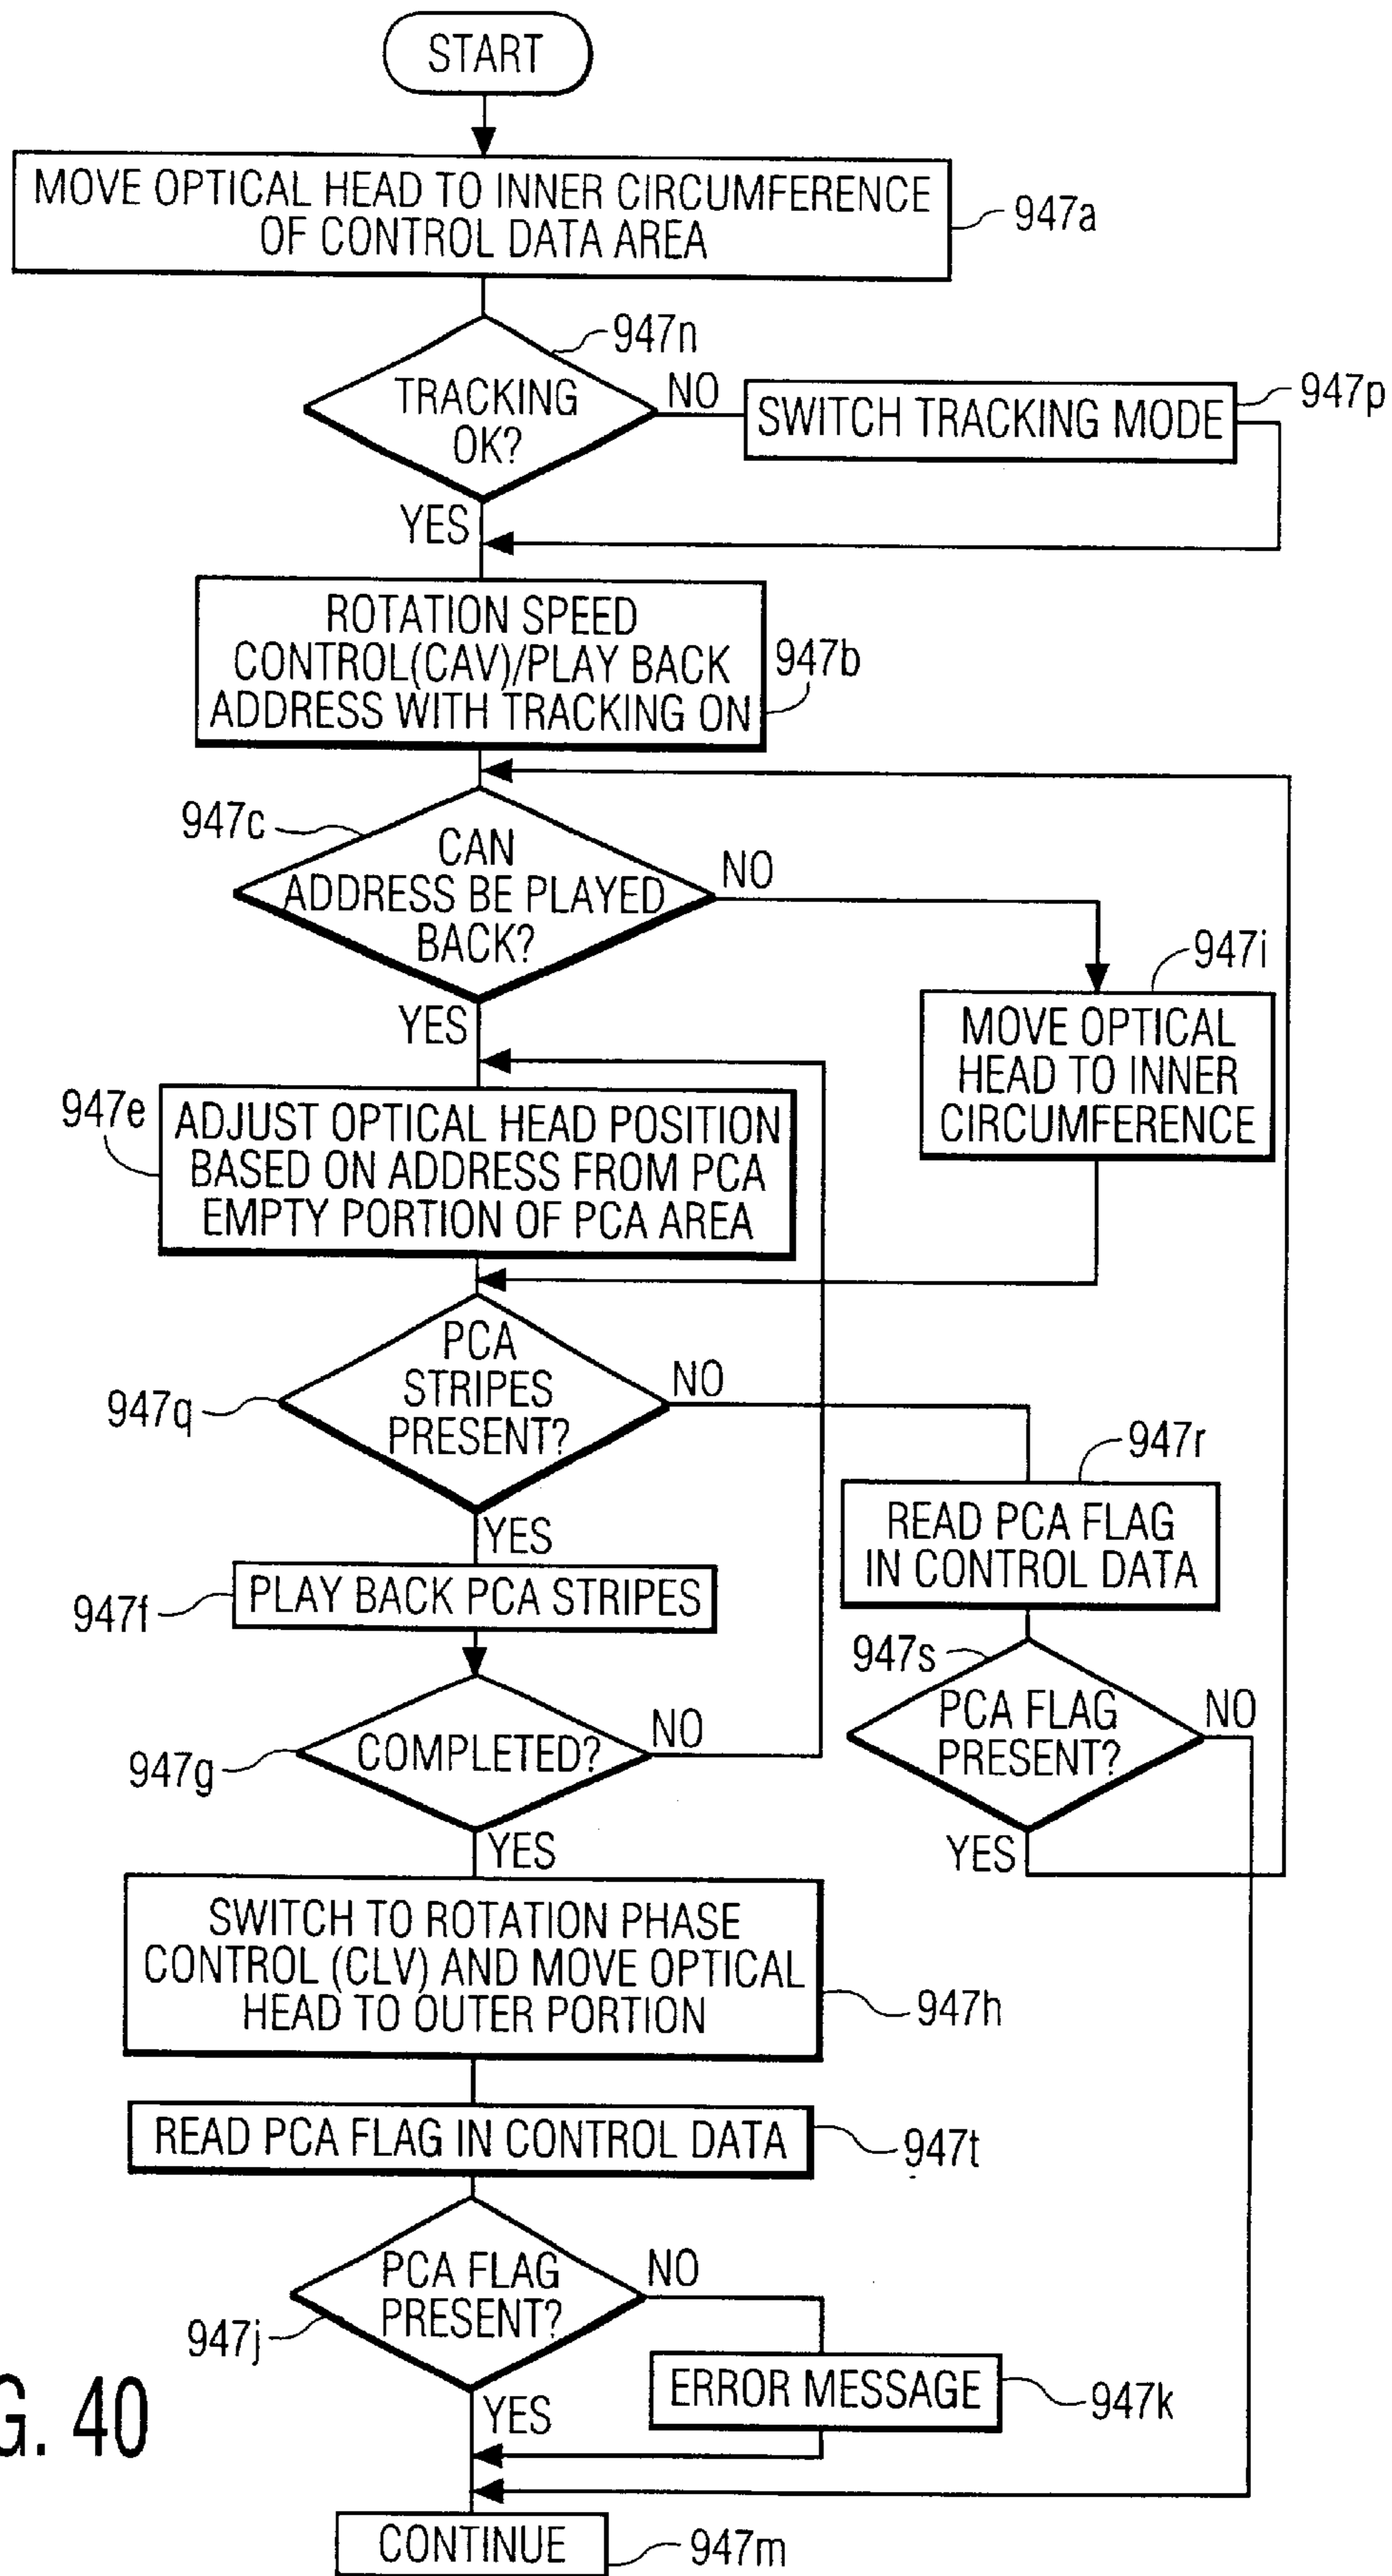 START
MOVE OPTICAL HEAD TO INNER CIRCUMFERENCE
OF CONTROL DATA AREA
947a
947n
TRACKING
OK?
NO
SWITCH TRACKING MODE
947p
YES
ROTATION SPEED
CONTROL(CAV)/PLAY BACK
ADDRESS WITH TRACKING ON
947b
947c
CAN
ADDRESS BE PLAYED
BACK?
NO
YES
947i
MOVE OPTICAL
HEAD TO INNER
CIRCUMFERENCE
947e
ADJUST OPTICAL HEAD POSITION
BASED ON ADDRESS FROM PCA
EMPTY PORTION OF PCA AREA
PCA
STRIPES
PRESENT?
NO
947q
YES
947r
READ PCA FLAG
IN CONTROL DATA
PLAY BACK PCA STRIPES
947f
947s
PCA FLAG
PRESENT?
NO
YES
COMPLETED?
NO
947g
YES
SWITCH TO ROTATION PHASE
CONTROL (CLV) AND MOVE OPTICAL
HEAD TO OUTER PORTION
947h
READ PCA FLAG IN CONTROL DATA
947t
PCA FLAG
PRESENT?
NO
947j
ERROR MESSAGE
947k
YES
G. 40
CONTINUE
947m